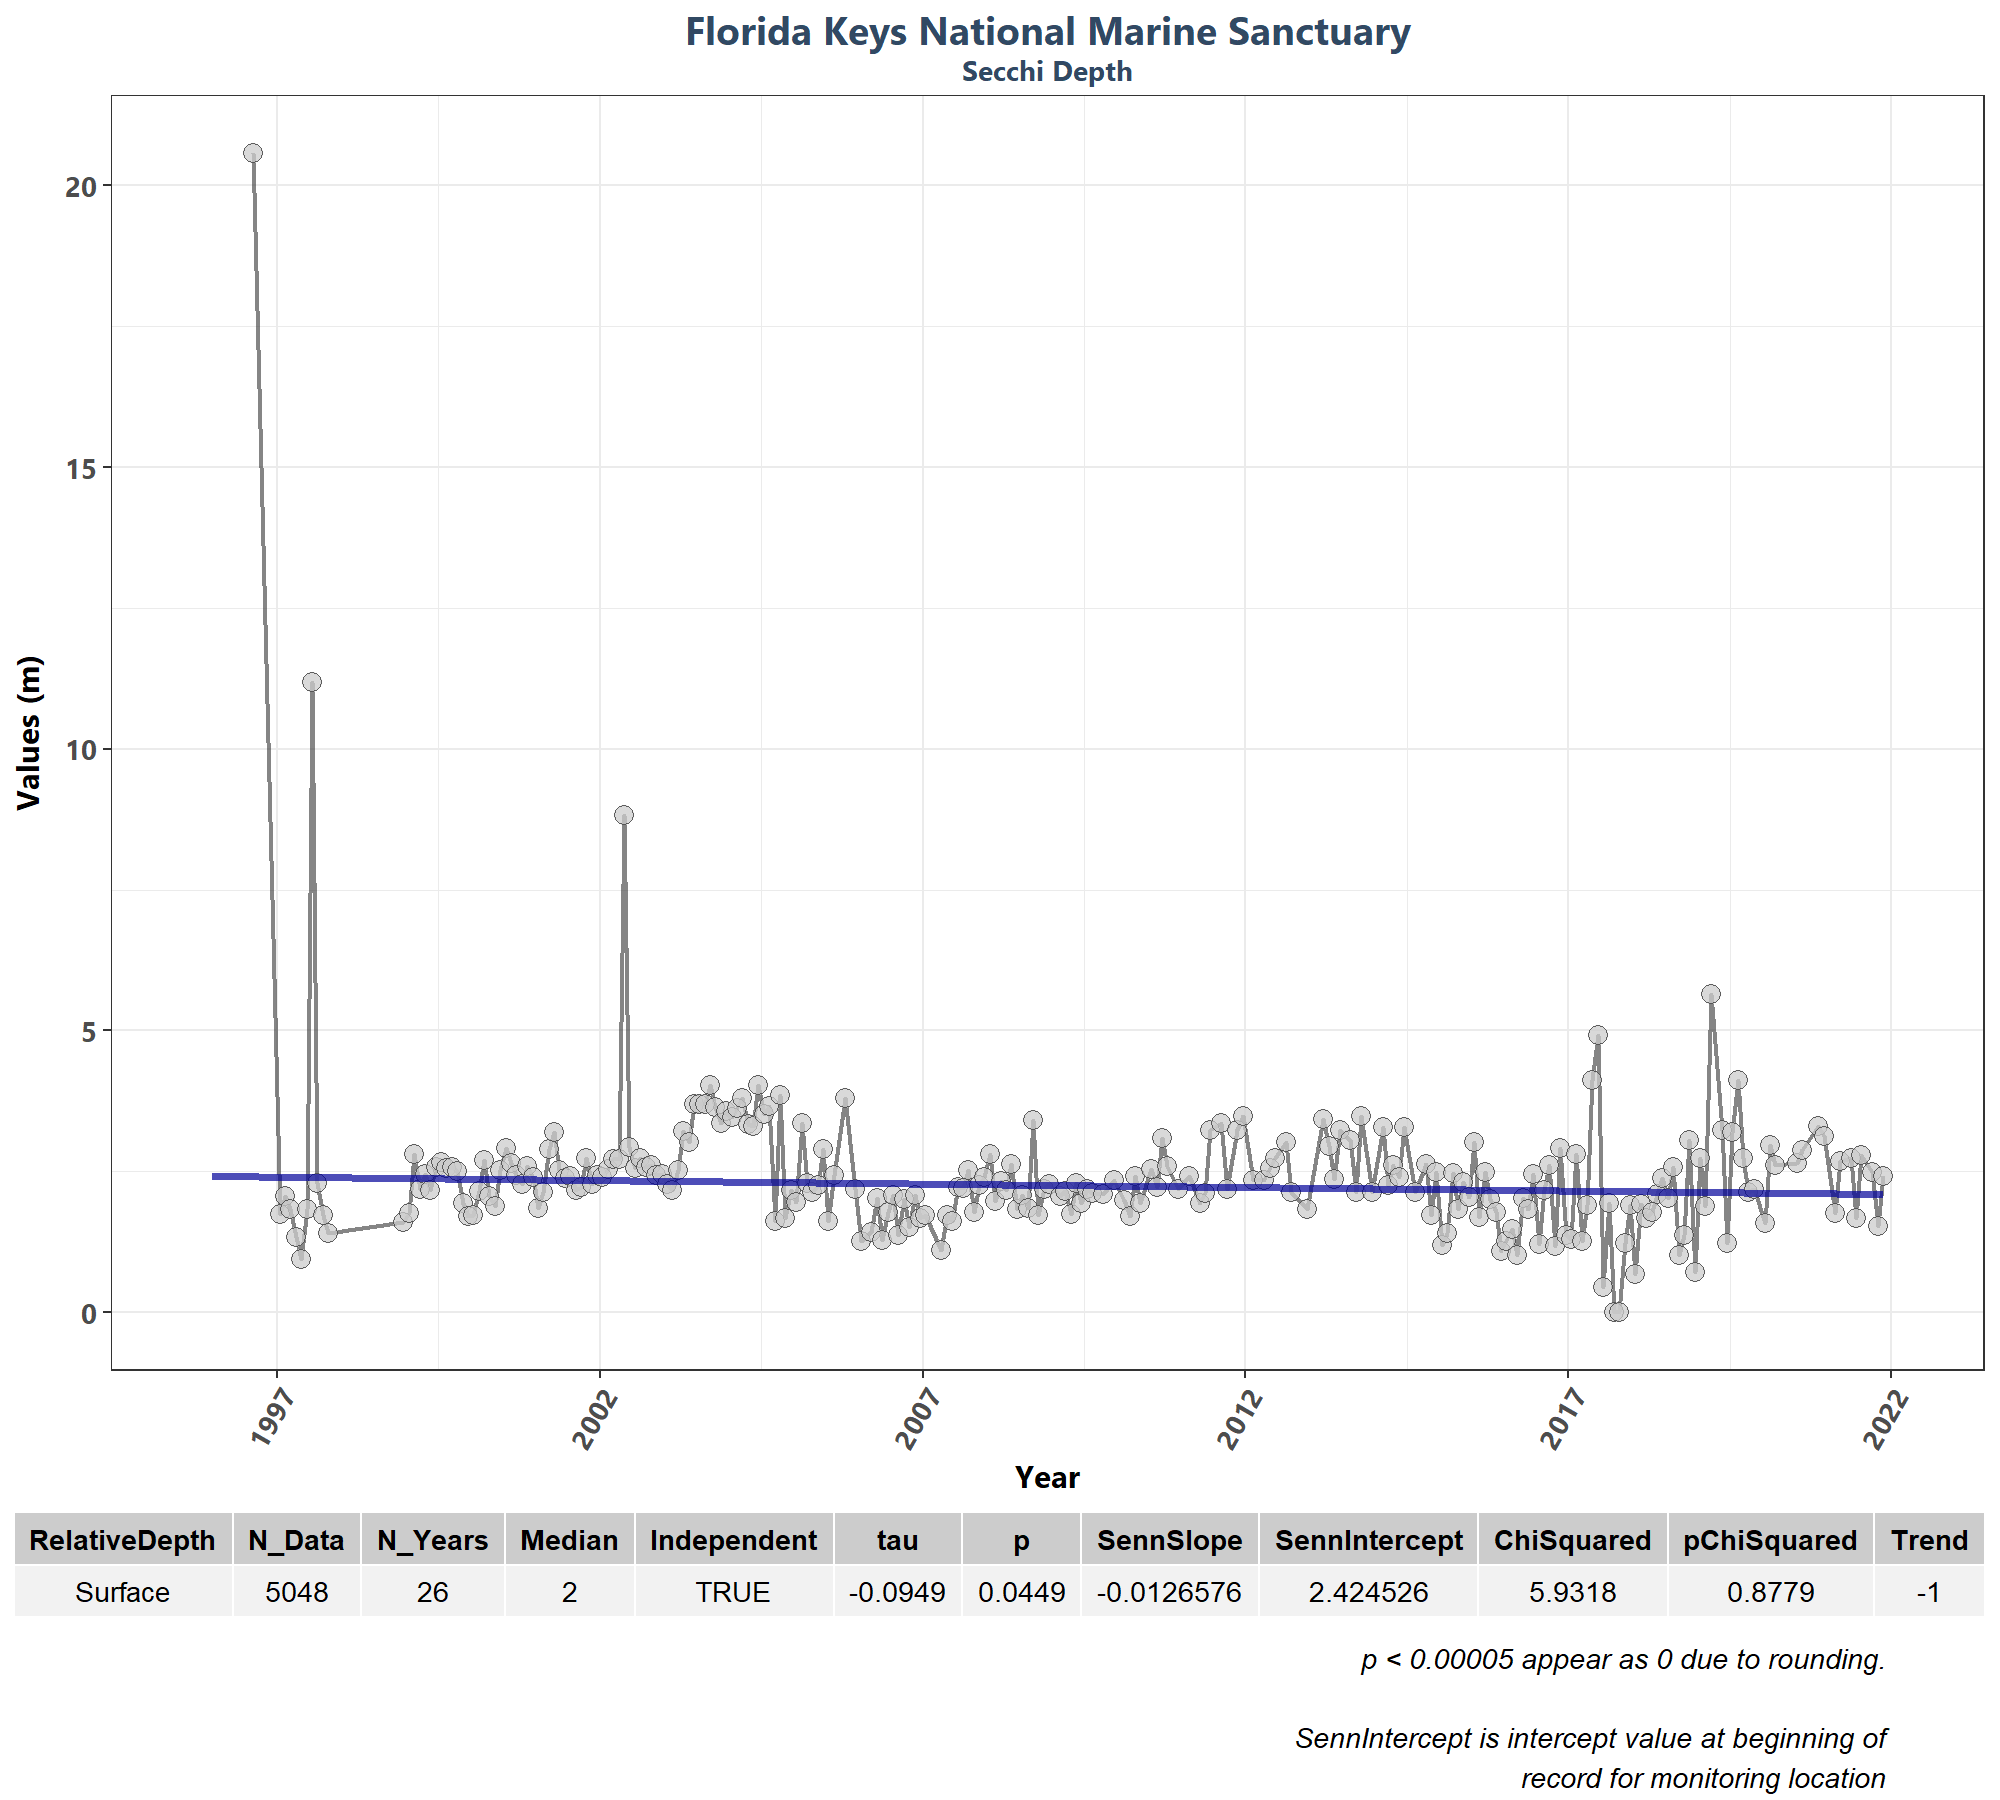 Florida Keys National Marine Sanctuary
Secchi Depth
Values (m)
20
15
10
5
0
1997 2002 2007 2012 2017 2022
Year
RelativeDepth N_Data N_Years Median Independent tau p SennSlope SennIntercept ChiSquared pChiSquared Trend
Surface 5048 26 2 TRUE -0.0949 0.0449 -0.0126576 2.424526 5.9318 0.8779 -1
p < 0.00005 appear as 0 due to rounding.
SennIntercept is intercept value at beginning of
record for monitoring location